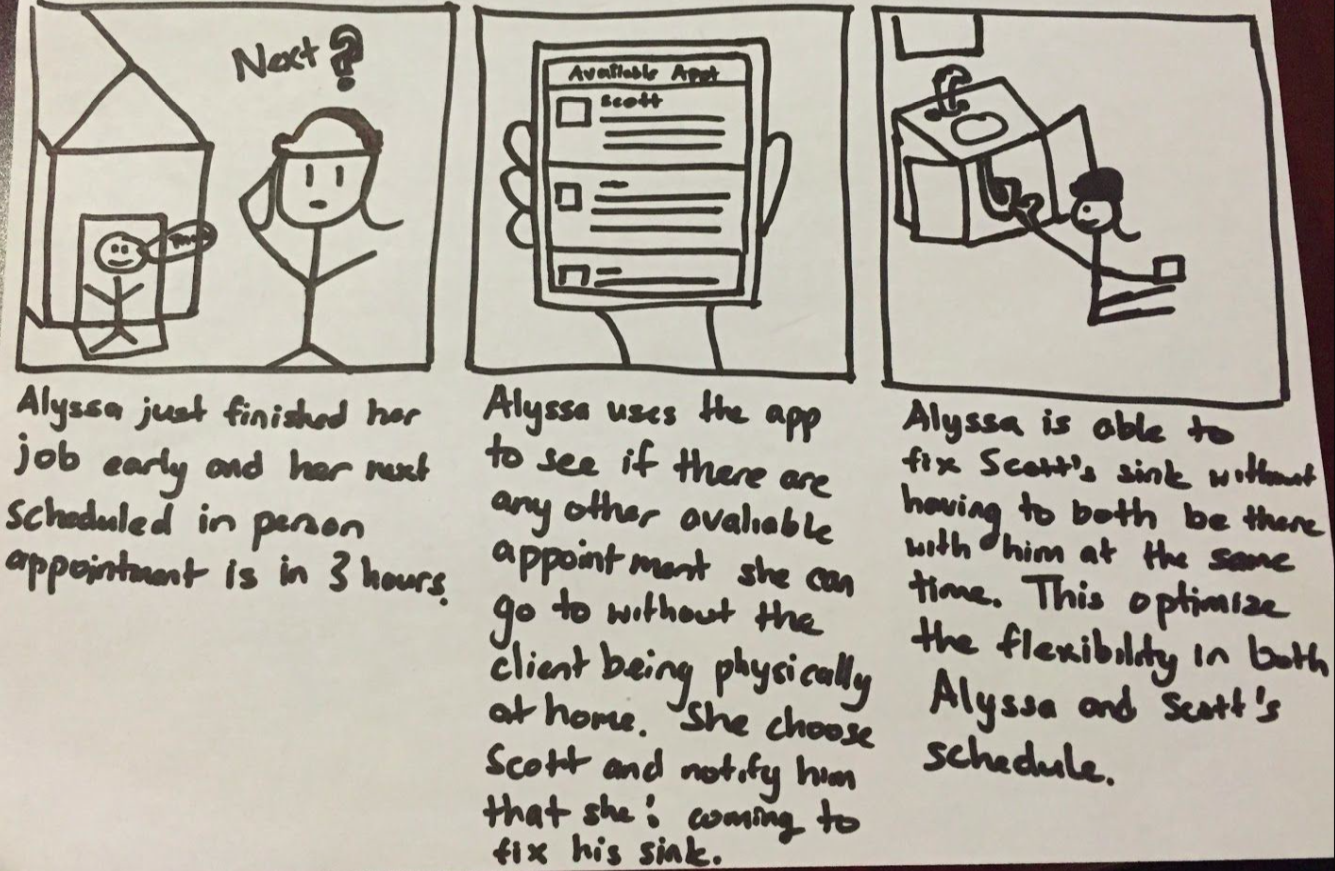 Next?
Available Appt
Scott
Alyssa just finished her
job early and her next
scheduled in person
appointment is in 3 hours.
Alyssa uses the app
to see if there are
any other avaliable
appointment she can
go to without the
client being physically
at home. She choose
Scott and notify him
that she's coming to
fix his sink.
Alyssa is able to
fix Scott's sink without
having to both be there
with him at the same
time. This optimize
the flexibility in both
Alyssa and Scott's
schedule.